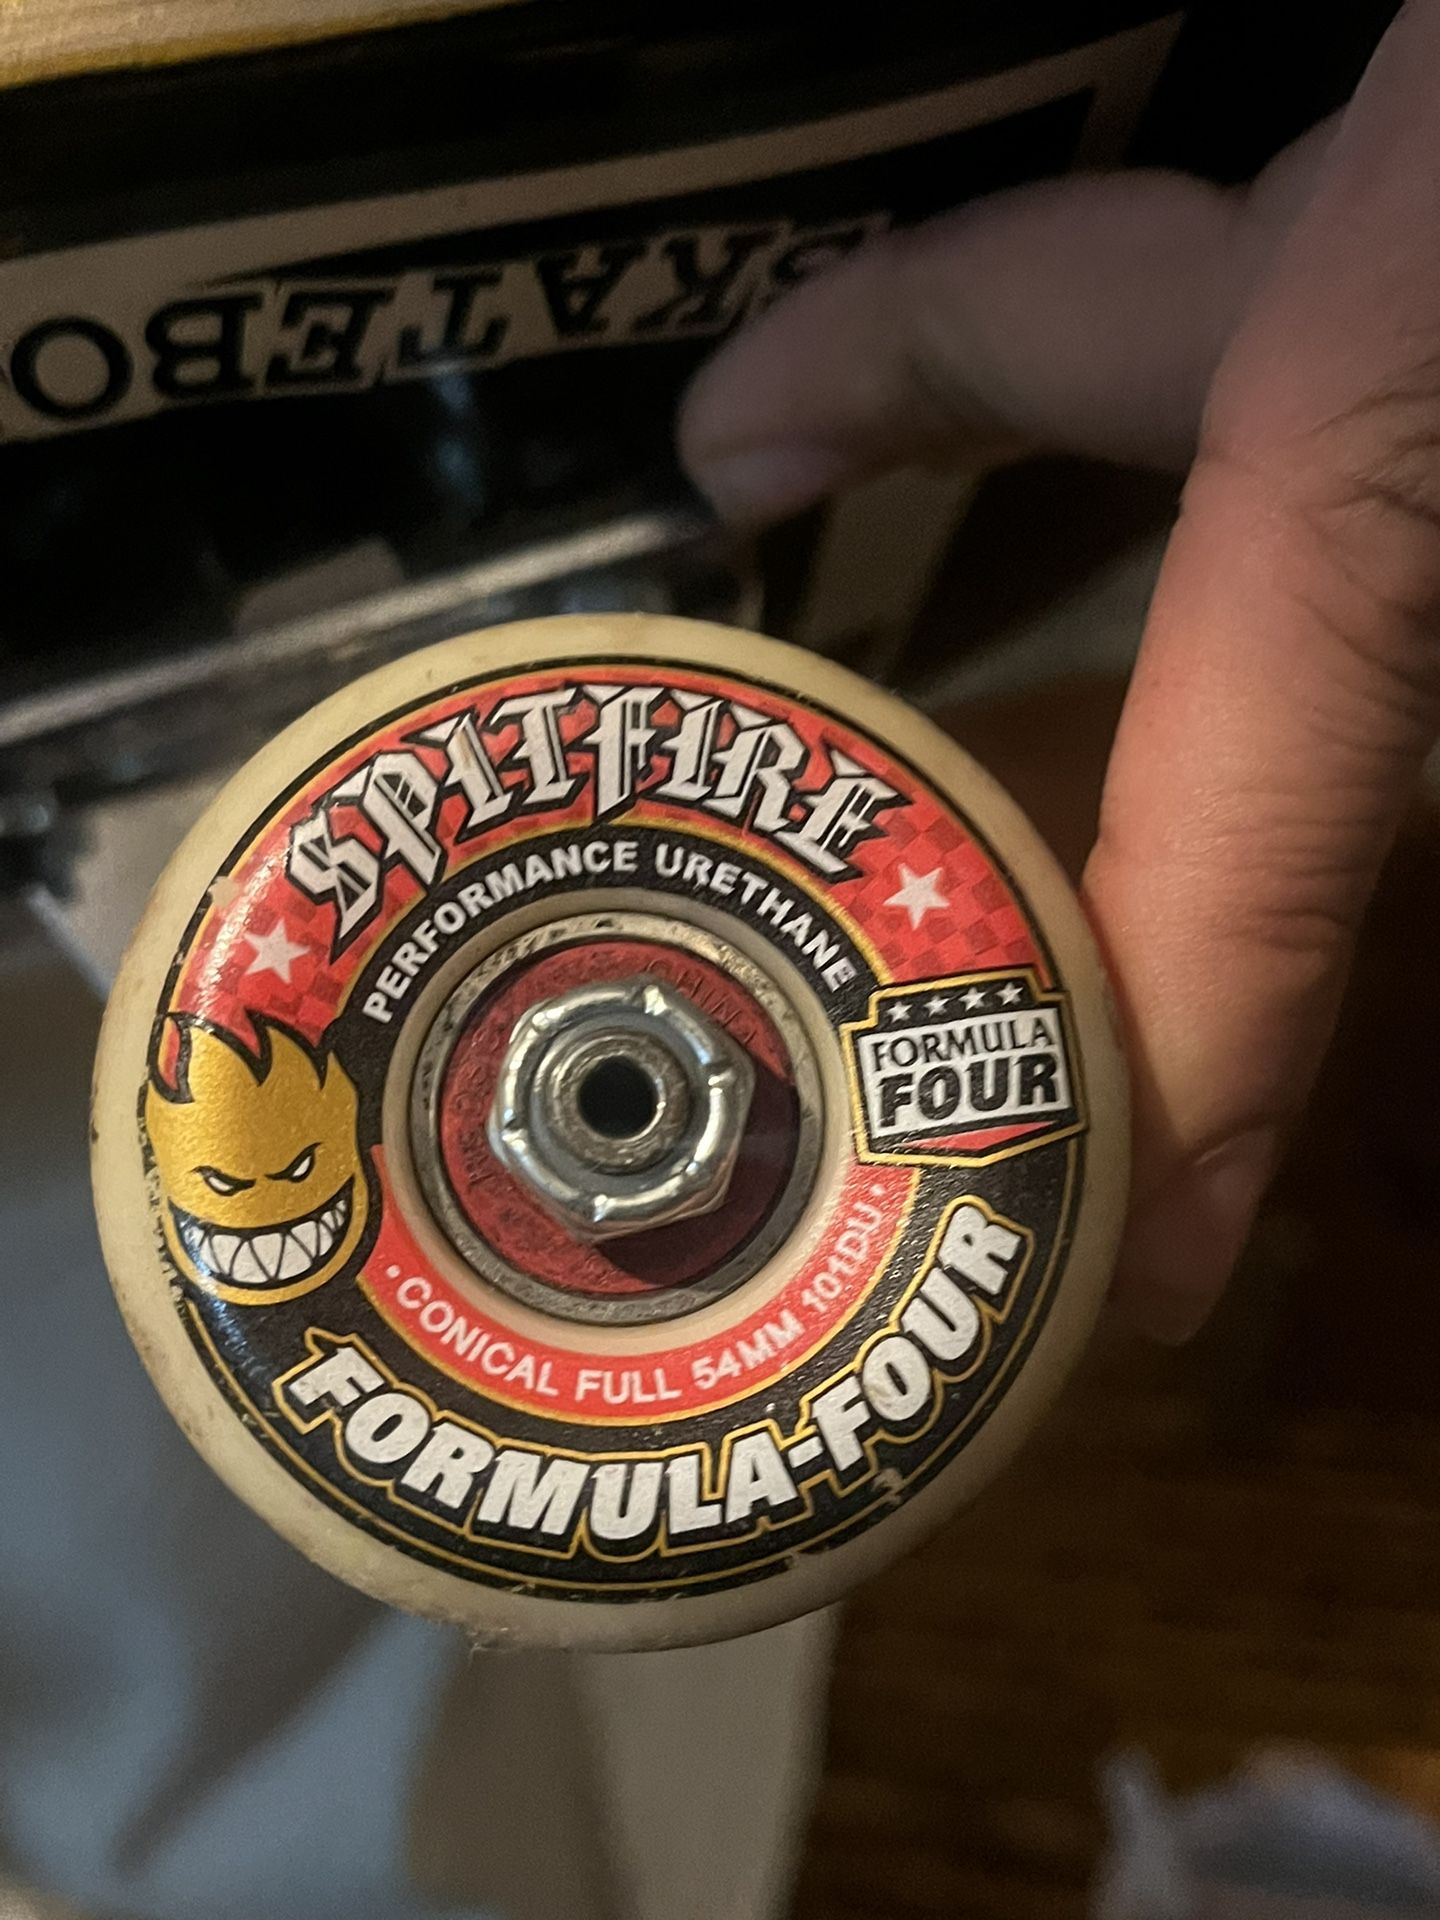 SKATEBO
SPITFIRE
PERFORMANCE URETHANE
FORMULA
FOUR
•CONICAL FULL 54MM 101DU•
FORMULA-FOUR